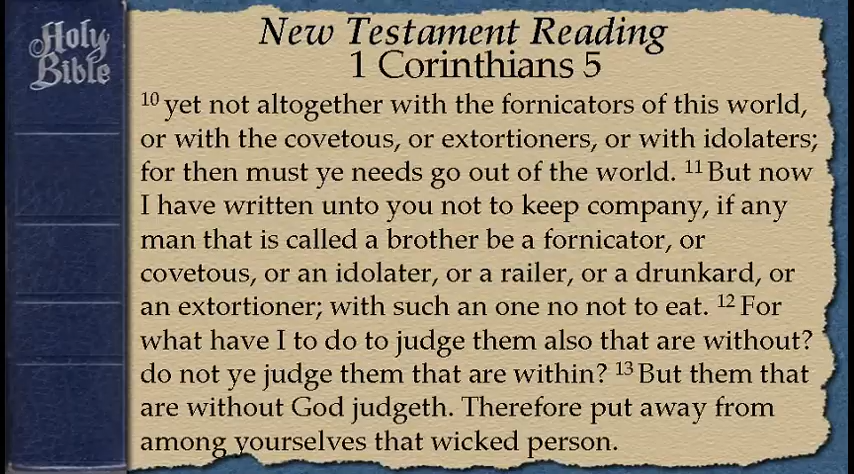 Holy
Bible
New Testament Reading
1 Corinthians 5
10 yet not altogether with the fornicators of this world,
or with the covetous, or extortioners, or with idolaters;
for then must ye needs go out of the world. 11 But now
I have written unto you not to keep company, if any
man that is called a brother be a fornicator, or
covetous, or an idolater, or a railer, or a drunkard, or
an extortioner; with such an one no not to eat. 12 For
what have I to do to judge them also that are without?
do not ye judge them that are within? 13 But them that
are without God judgeth. Therefore put away from
among yourselves that wicked person.